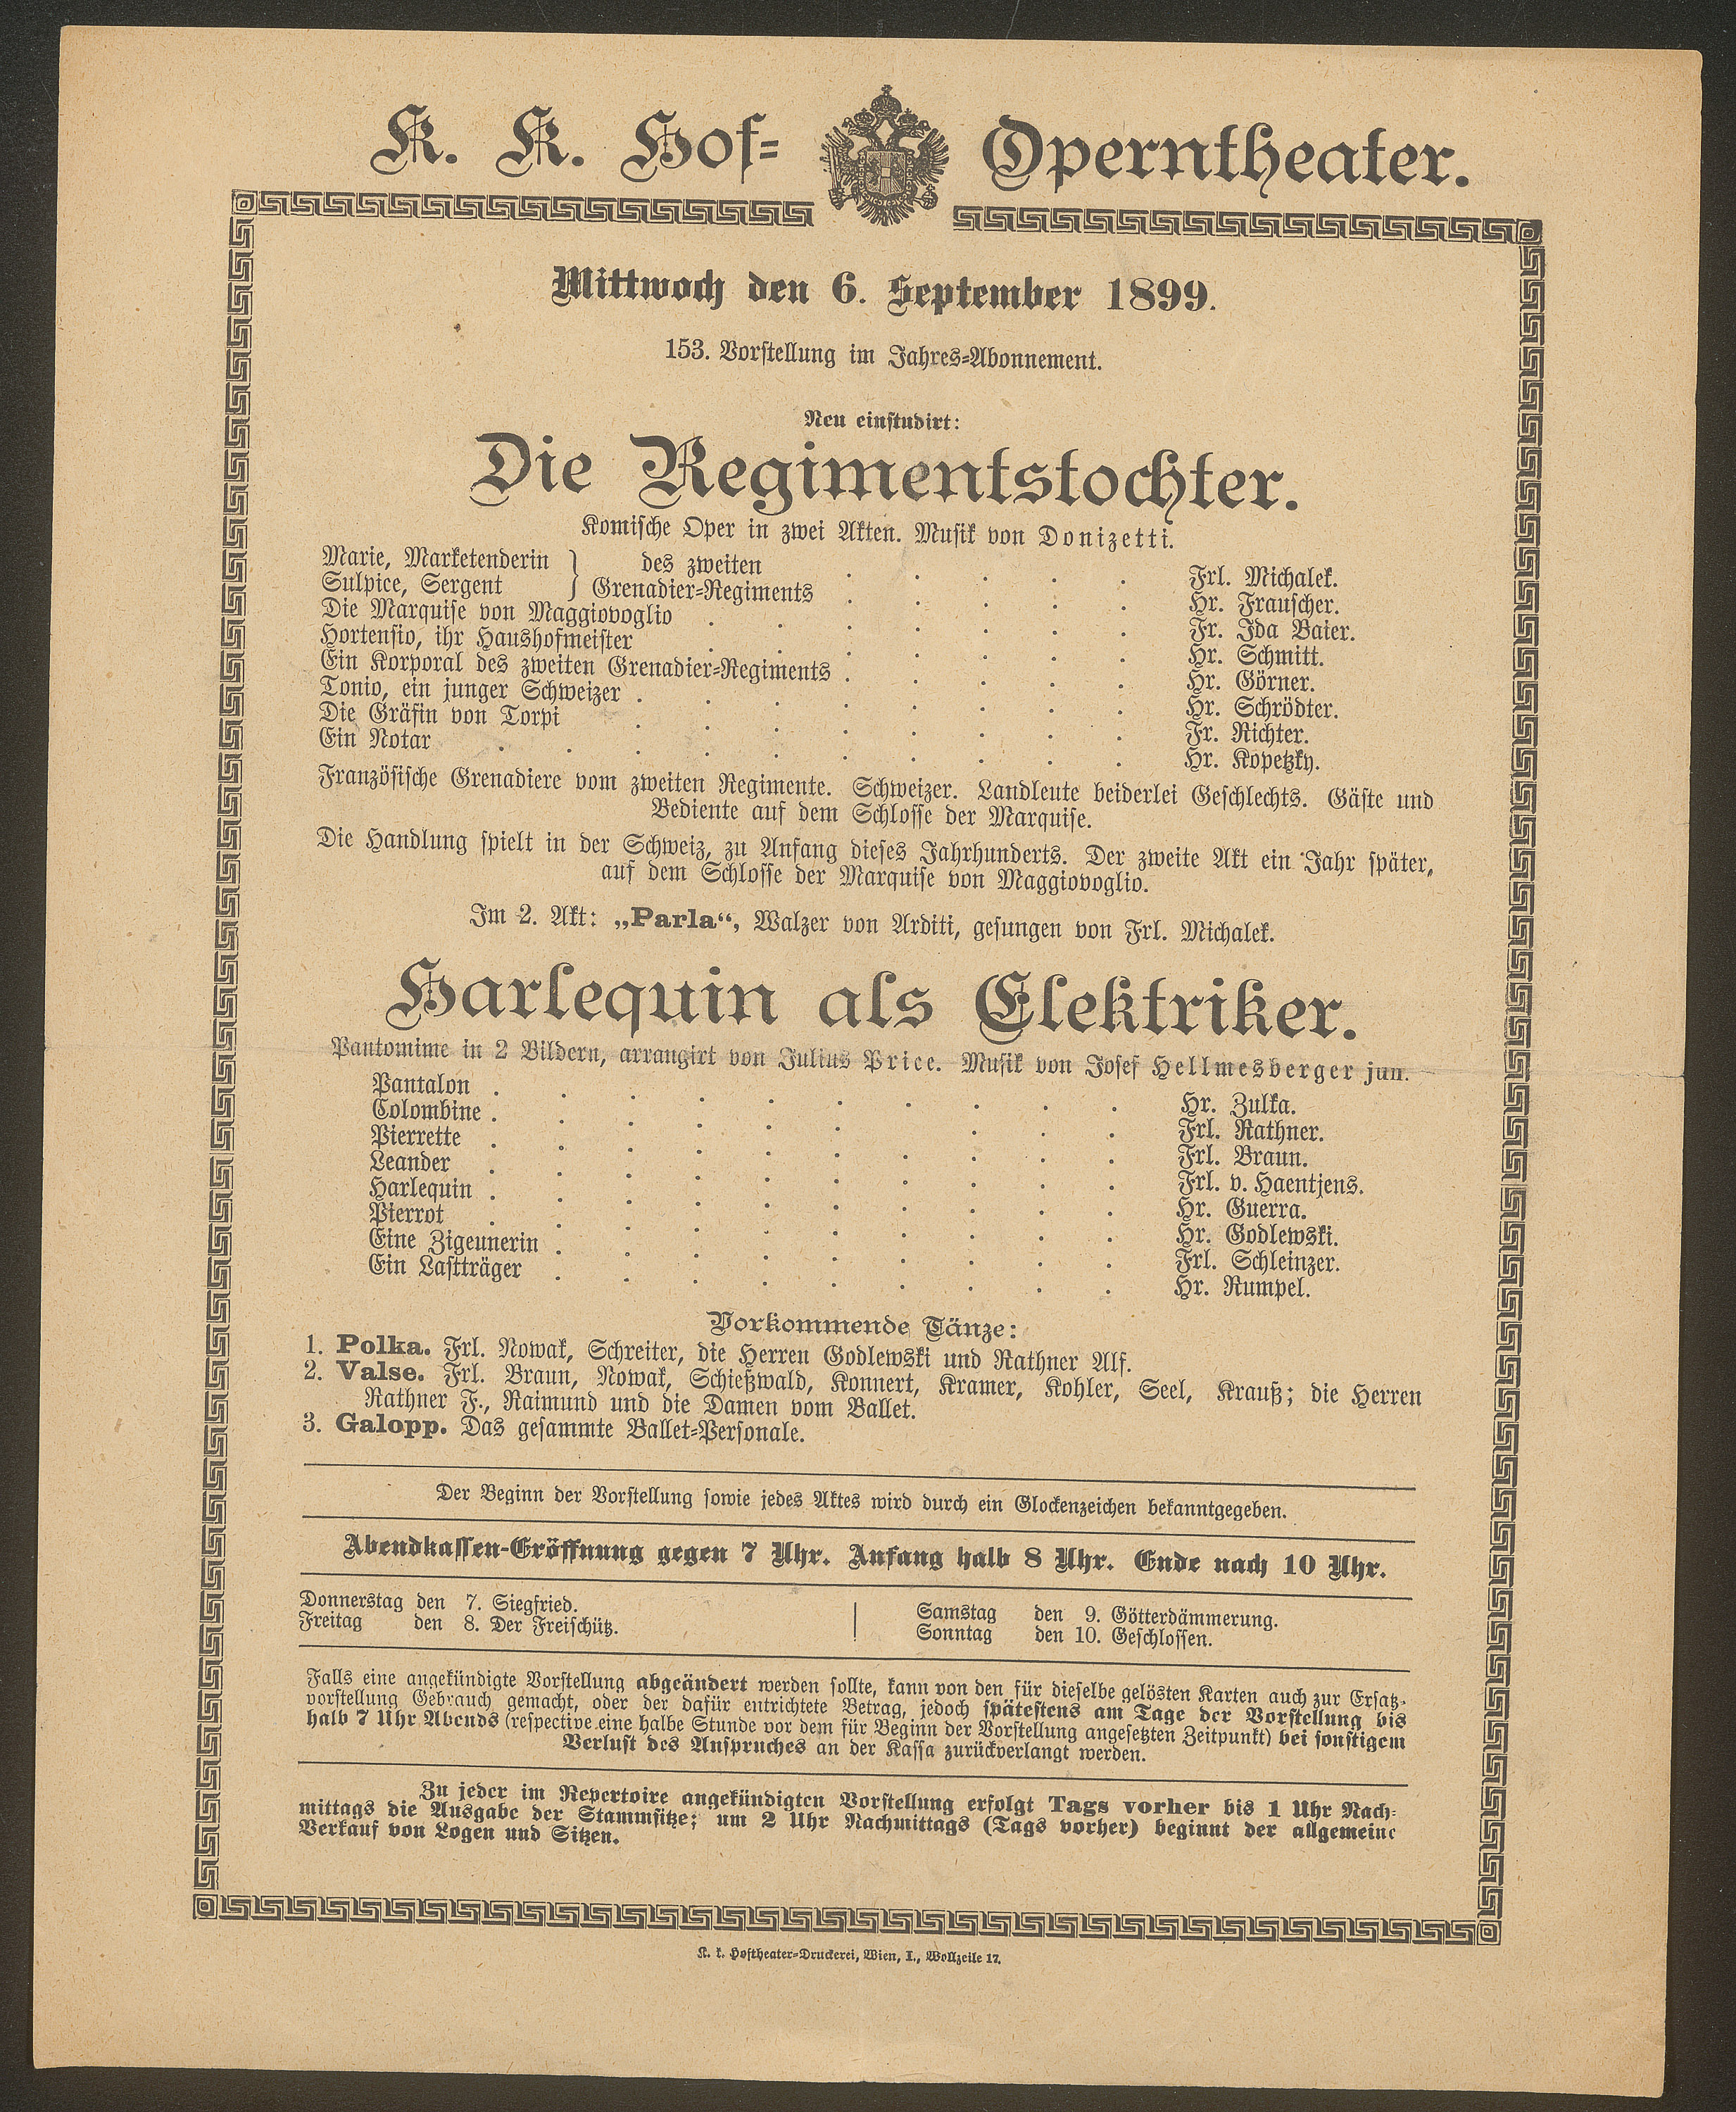 K. K. Hof-Operntheater.
Mittwoch den 6. September 1899.
153. Vorstellung im Jahres-Abonnement.
Neu einstudirt:
Die Regimentstochter.
Komische Oper in zwei Akten. Musik von Donizetti.
Marie, Marketenderin } des zweiten . . . . . Frl. Michalek.
Sulpice, Sergent } Grenadier-Regiments . . . . . Hr. Frauscher.
Die Marquise von Maggiovoglio . . . . . . . Fr. Ida Baier.
Hortensio, ihr Haushofmeister . . . . . . . Hr. Schmitt.
Ein Korporal des zweiten Grenadier-Regiments . . . . . Hr. Görner.
Tonio, ein junger Schweizer . . . . . . . . Hr. Schrödter.
Die Gräfin von Torpi . . . . . . . . Fr. Richter.
Ein Notar . . . . . . . . . . Hr. Kopetzky.
Französische Grenadiere vom zweiten Regimente. Schweizer. Landleute beiderlei Geschlechts. Gäste und
Bediente auf dem Schlosse der Marquise.
Die Handlung spielt in der Schweiz, zu Anfang dieses Jahrhunderts. Der zweite Akt ein Jahr später,
auf dem Schlosse der Marquise von Maggiovoglio.
Im 2. Akt: „Parla“, Walzer von Arditi, gesungen von Frl. Michalek.
Harlequin als Elektriker.
Pantomime in 2 Bildern, arrangirt von Julius Price. Musik von Josef Hellmesberger jun.
Pantalon . . . . . . . . . . Hr. Zulka.
Colombine . . . . . . . . . . Frl. Rathner.
Pierrette . . . . . . . . . . Frl. Braun.
Leander . . . . . . . . . . Frl. v. Haentjens.
Harlequin . . . . . . . . . . Hr. Guerra.
Pierrot . . . . . . . . . . Hr. Godlewski.
Eine Zigeunerin . . . . . . . . . Frl. Schleinzer.
Ein Lastträger . . . . . . . . . Hr. Rumpel.
Vorkommende Tänze:
1. Polka. Frl. Nowak, Schreiter, die Herren Godlewski und Rathner Alf.
2. Valse. Frl. Braun, Nowak, Schießwald, Konnert, Kramer, Kohler, Seel, Krauß; die Herren
Rathner F., Raimund und die Damen vom Ballet.
3. Galopp. Das gesammte Ballet-Personale.
Der Beginn der Vorstellung sowie jedes Aktes wird durch ein Glockenzeichen bekanntgegeben.
Abendkassen-Eröffnung gegen 7 Uhr. Anfang halb 8 Uhr. Ende nach 10 Uhr.
Donnerstag den 7. Siegfried.
Freitag den 8. Der Freischütz.
Samstag den 9. Götterdämmerung.
Sonntag den 10. Geschlossen.
Falls eine angekündigte Vorstellung abgeändert werden sollte, kann von den für dieselbe gelösten Karten auch zur Ersatz-
vorstellung Gebrauch gemacht, oder der dafür entrichtete Betrag, jedoch spätestens am Tage der Vorstellung bis
halb 7 Uhr Abends (respective eine halbe Stunde vor dem für Beginn der Vorstellung angesetzten Zeitpunkt) bei sonstigem
Verlust des Anspruches an der Kassa zurückverlangt werden.
Zu jeder im Repertoire angekündigten Vorstellung erfolgt Tags vorher bis 1 Uhr Nach-
mittags die Ausgabe der Stammsitze; um 2 Uhr Nachmittags (Tags vorher) beginnt der allgemeine
Verkauf von Logen und Sitzen.
K. k. Hoftheater-Druckerei, Wien, I., Wollzeile 17.